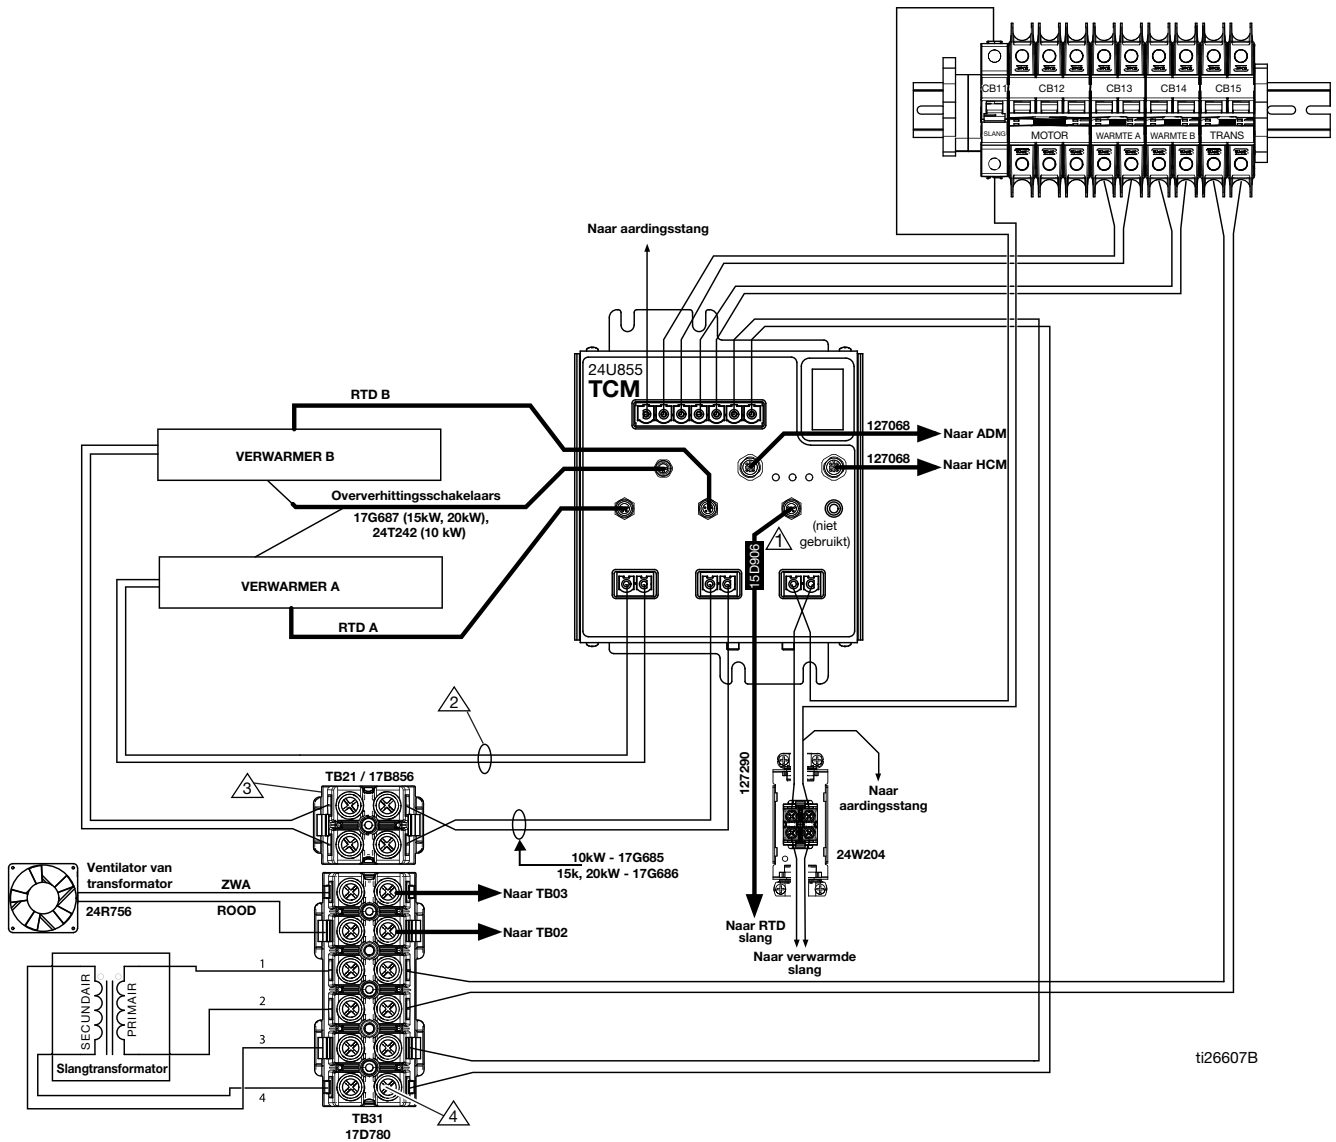 CB11
CB12
CB13
CB14
CB15
SLANG
MOTOR
WARMTE A
WARMTE B
TRANS
Naar aardingsstang
24U855
TCM
RTD B
127068
Naar ADM
VERWARMER B
127068
Naar HCM
Oververhittingsschakelaars
17G687 (15kW, 20kW),
24T242 (10 kW)
(niet
gebruikt)
1
15D906
VERWARMER A
RTD A
2
127290
TB21 / 17B856
3
Naar
aardingsstang
24W204
10kW - 17G685
15k, 20kW - 17G686
Ventilator van
transformator
24R756
ZWA
ROOD
Naar TB03
Naar TB02
Naar RTD
slang
Naar verwarmde
slang
1
2
3
4
SECUNDAIR
PRIMAIR
Slangtransformator
4
TB31
17D780
ti26607B